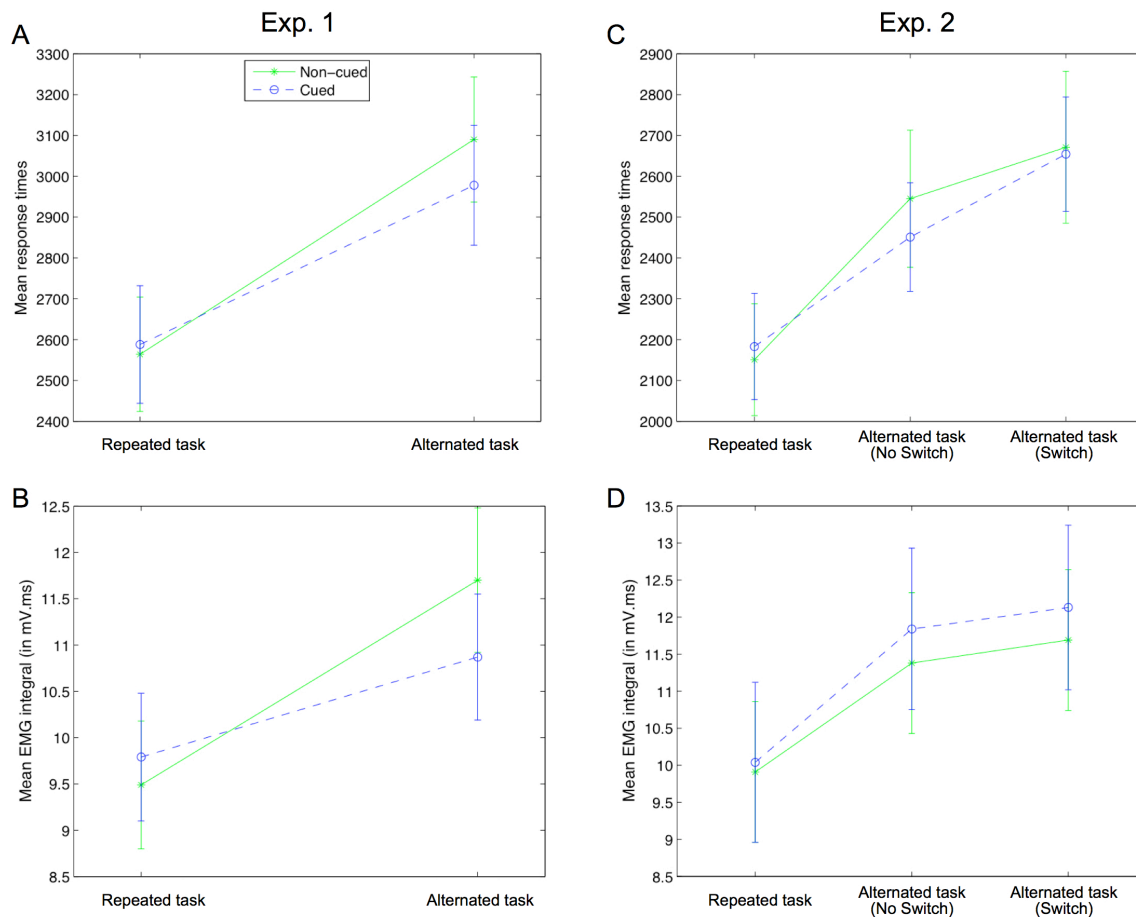 Exp. 1
A
3300
3200
3100
3000
2900
2800
2700
2600
2500
2400
Mean response times
Non-cued
Cued
Repeated task
Alternated task
Exp. 2
C
2900
2800
2700
2600
2500
2400
2300
2200
2100
2000
Mean response times
Repeated task
Alternated task
(No Switch)
Alternated task
(Switch)
B
12.5
12
11.5
11
10.5
10
9.5
9
8.5
Mean EMG integral (in mV.ms)
Repeated task
Alternated task
D
13.5
13
12.5
12
11.5
11
10.5
10
9.5
9
8.5
Mean EMG integral (in mV.ms)
Repeated task
Alternated task
(No Switch)
Alternated task
(Switch)